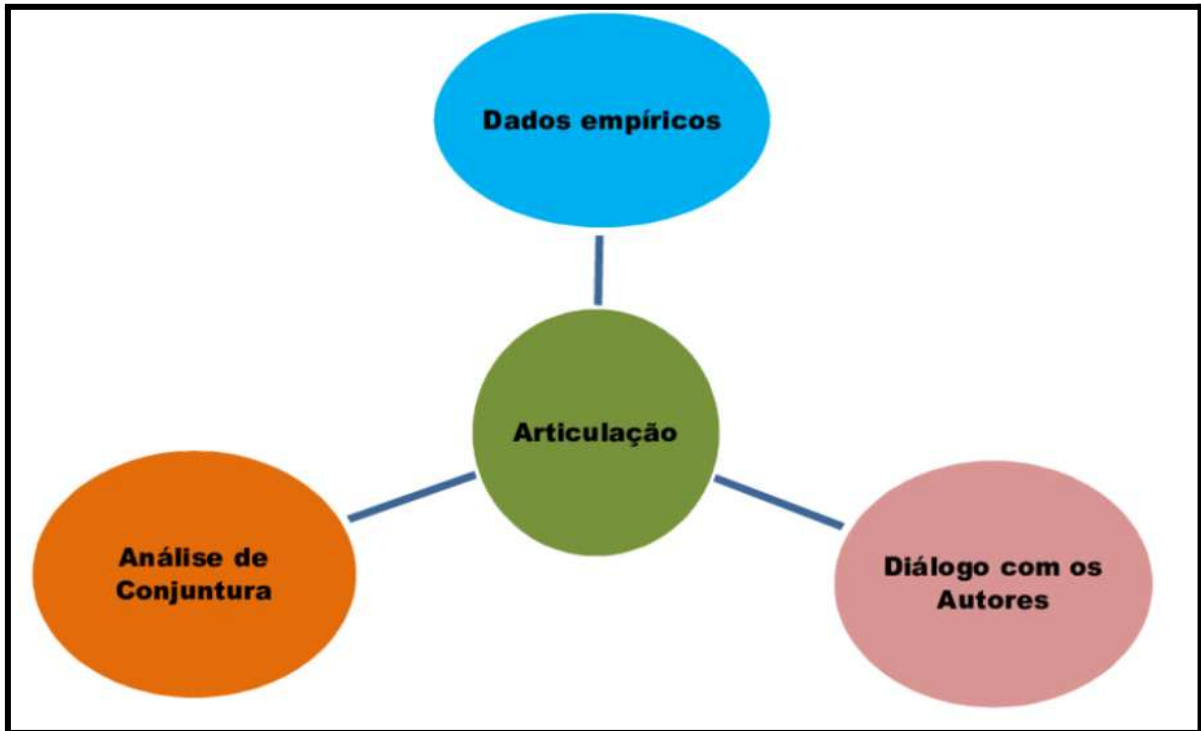 Dados empíricos
Articulação
Análise de
Conjuntura
Diálogo com os
Autores